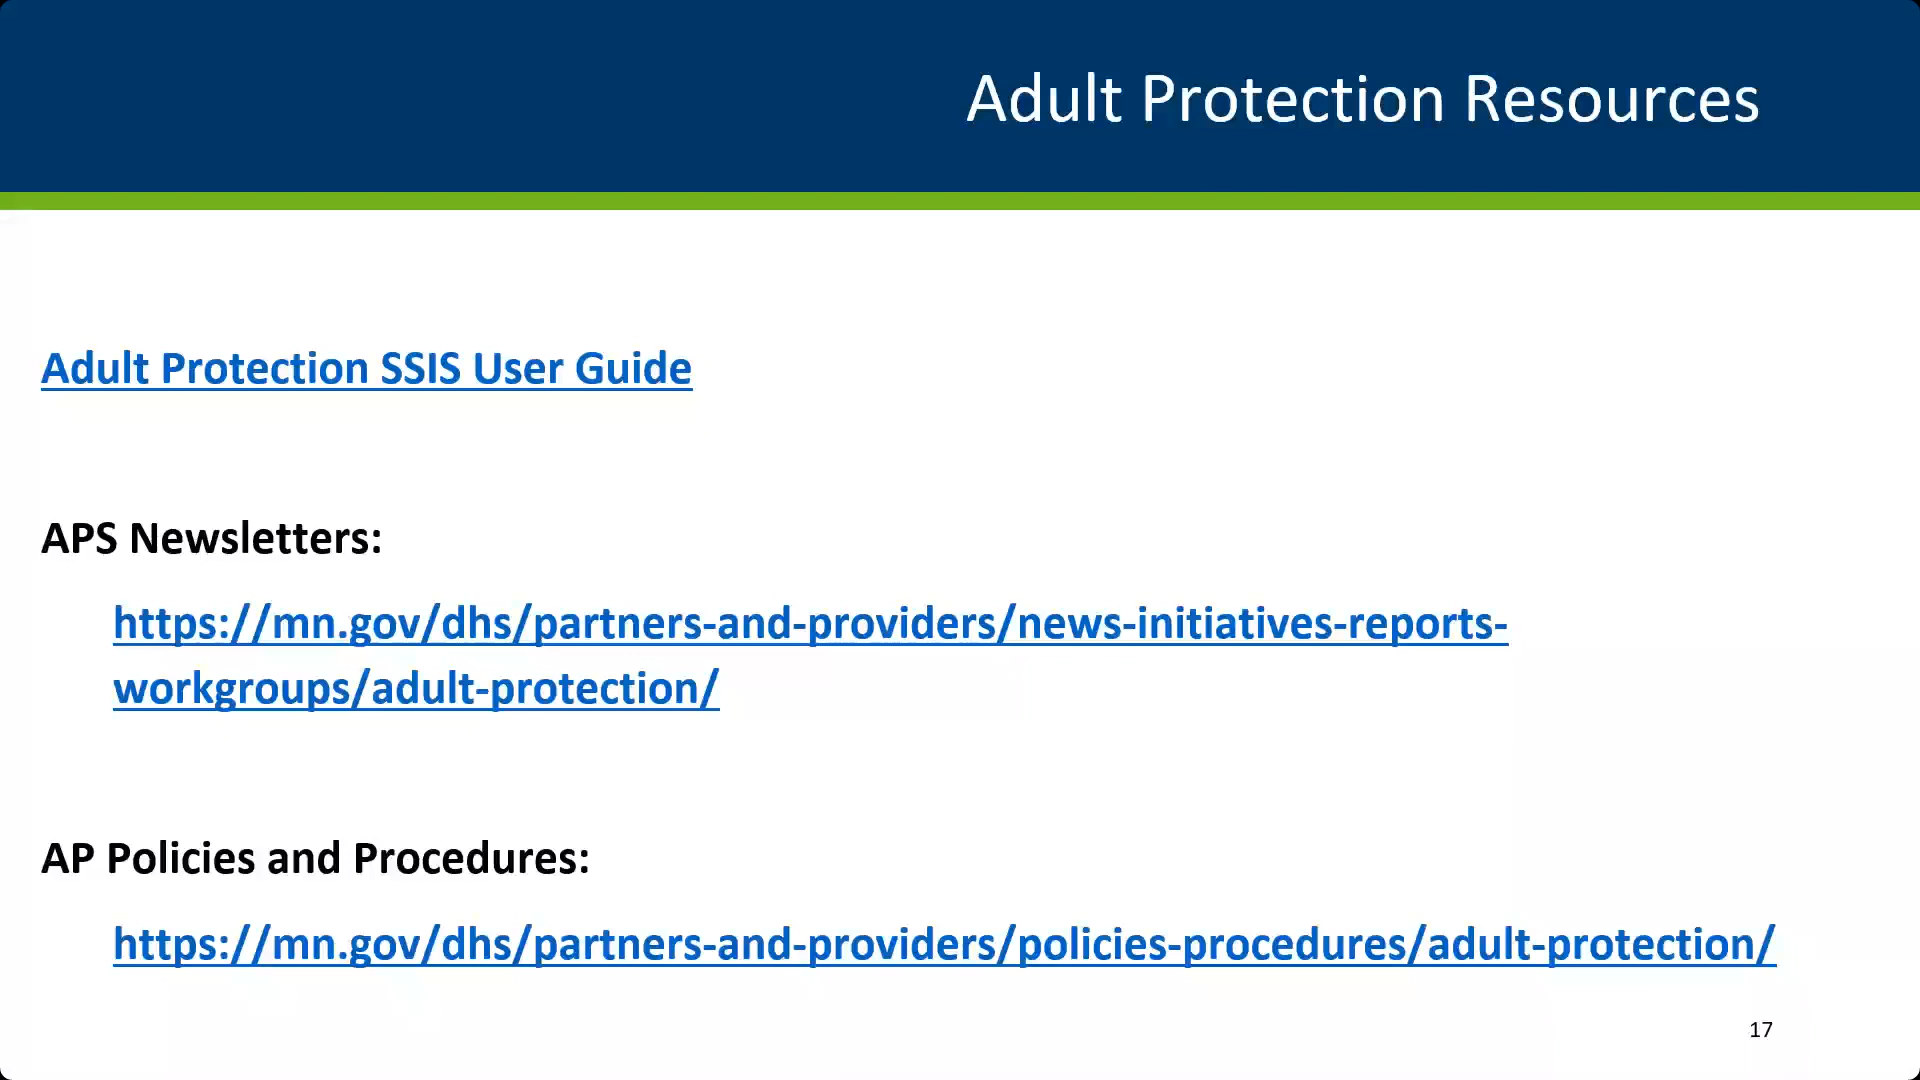 Adult Protection Resources
Adult Protection SSIS User Guide
APS Newsletters:
https://mn.gov/dhs/partners-and-providers/news-initiatives-reports-
workgroups/adult-protection/
AP Policies and Procedures:
https://mn.gov/dhs/partners-and-providers/policies-procedures/adult-protection/
17